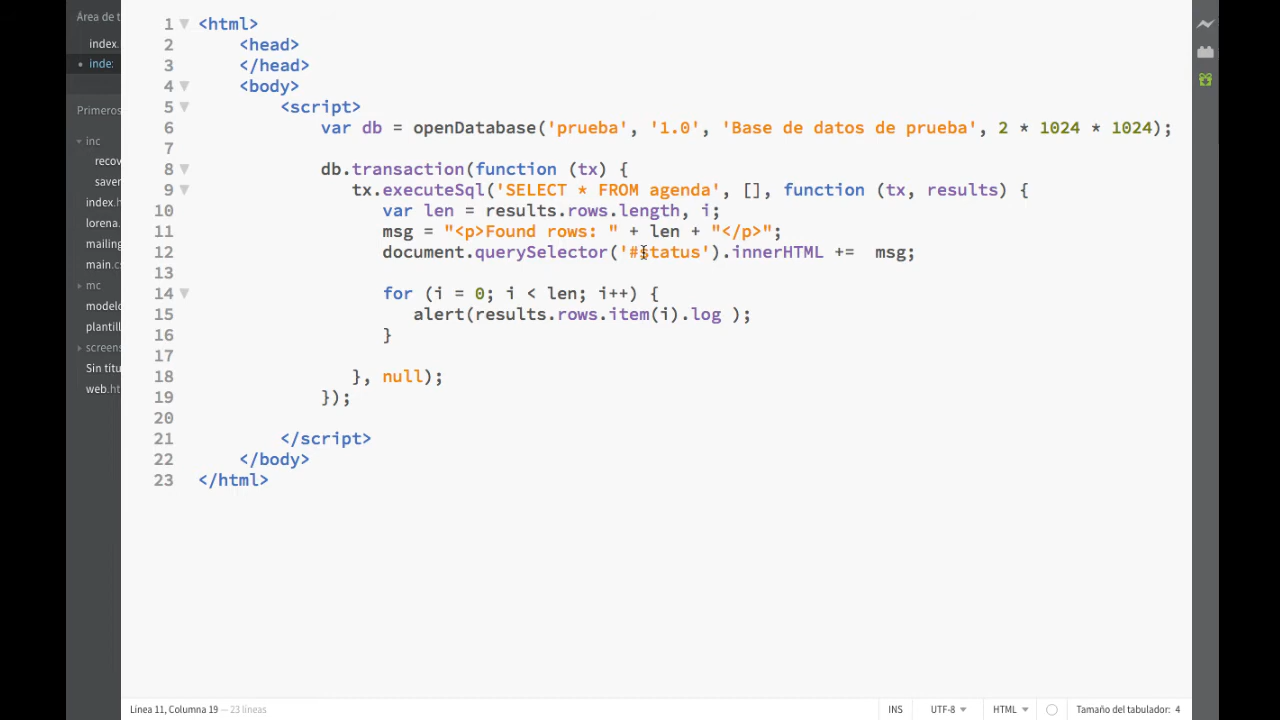 Área de t
index.
inde:
Primeros
inc
recov
saver
index.h
lorena.
mailing
main.cs
mc
modelo
plantill
screens
Sin títu
web.ht
1 <html>
2 <head>
3 </head>
4 <body>
5 <script>
6 var db = openDatabase('prueba', '1.0', 'Base de datos de prueba', 2 * 1024 * 1024);
7
8 db.transaction(function (tx) {
9 tx.executeSql('SELECT * FROM agenda', [], function (tx, results) {
10 var len = results.rows.length, i;
11 msg = "<p>Found rows: " + len + "</p>";
12 document.querySelector('#status').innerHTML += msg;
13
14 for (i = 0; i < len; i++) {
15 alert(results.rows.item(i).log );
16 }
17
18 }, null);
19 });
20
21 </script>
22 </body>
23 </html>
Línea 11, Columna 19 — 23 líneas
INS
UTF-8
HTML
Tamaño del tabulador: 4